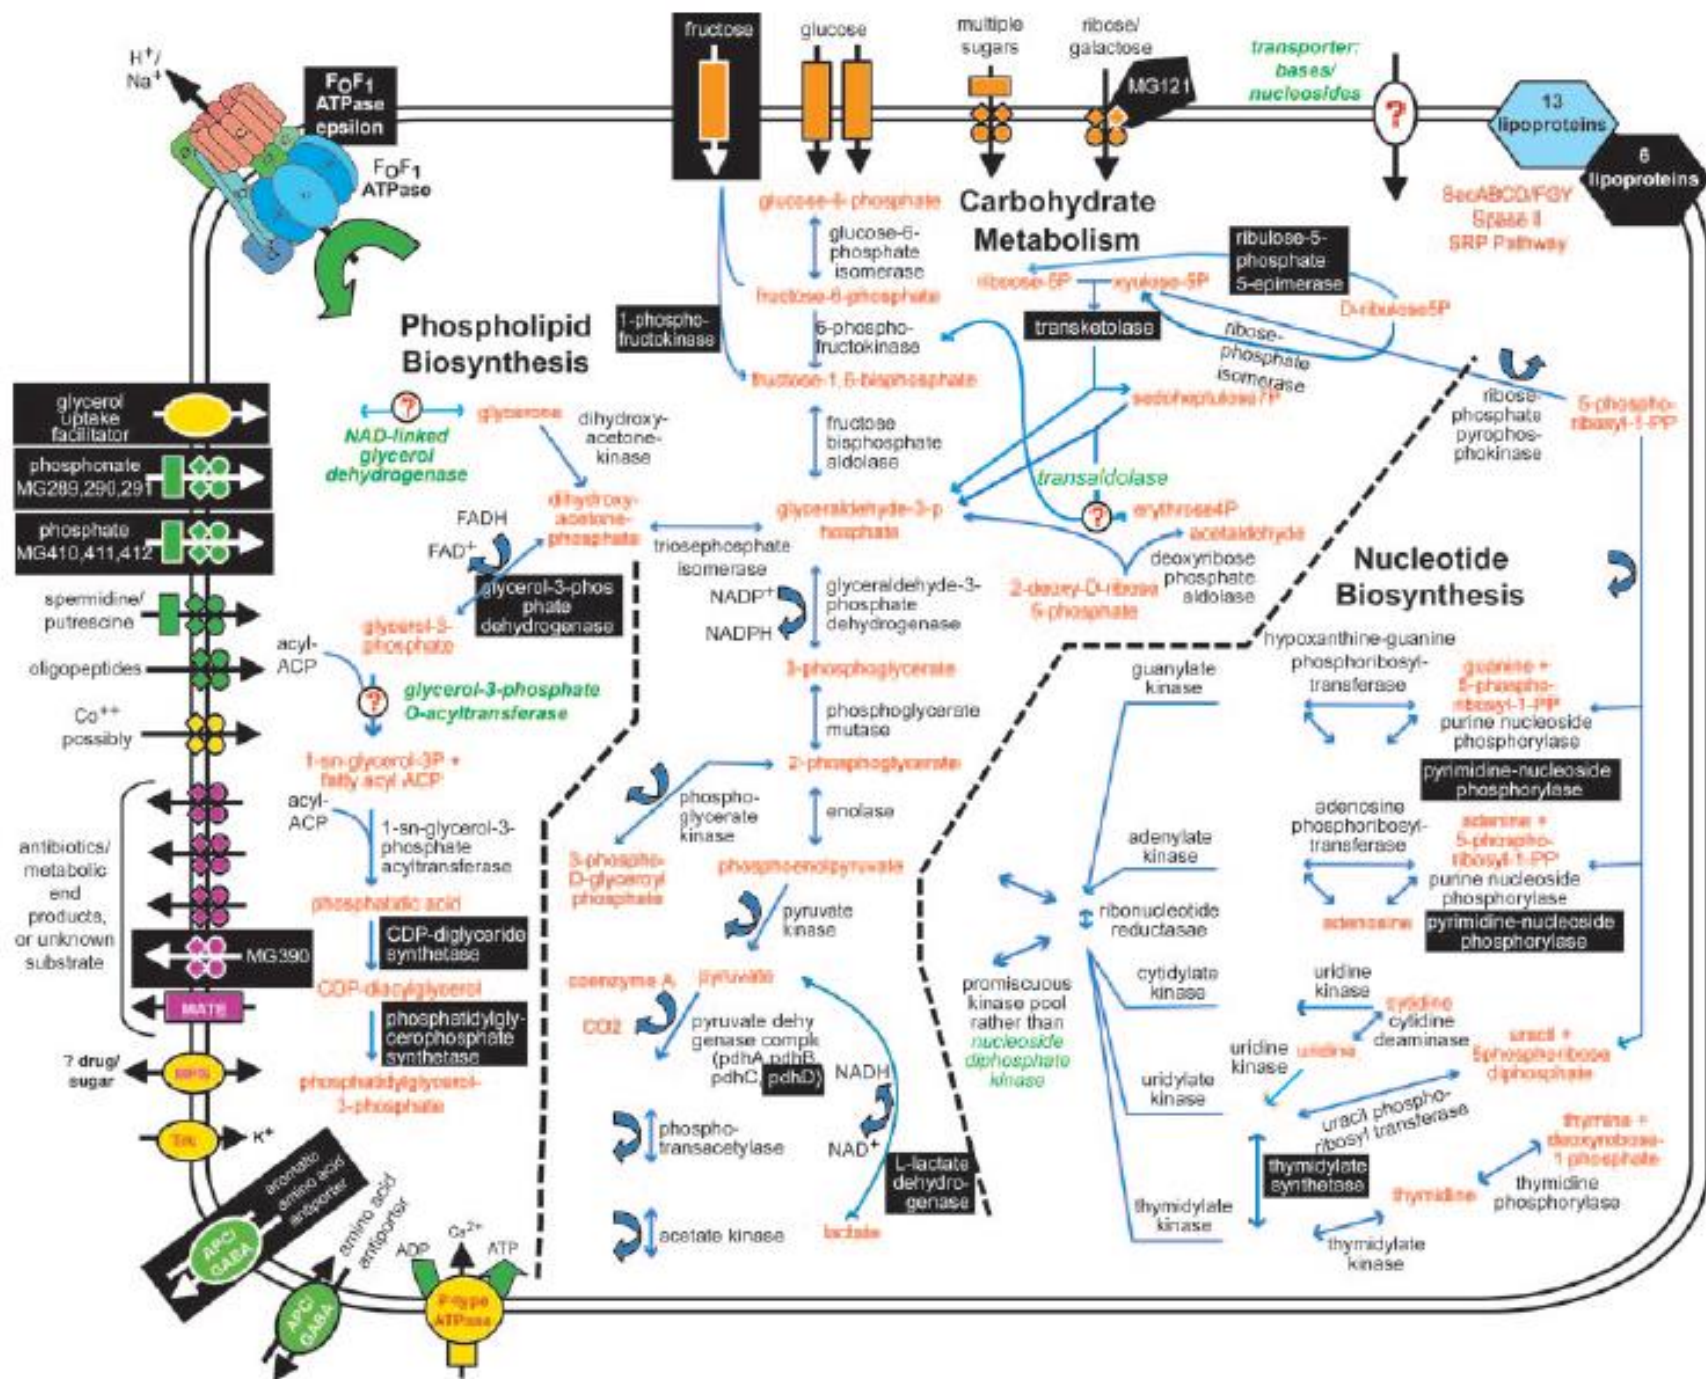 H+/
Na+
FOF1
ATPase
epsilon
FOF1
ATPase
fructose
glucose
multiple
sugars
ribose/
galactose
MG121
transporter:
bases/
nucleosides
?
13
lipoproteins
6
lipoproteins
SecABCD/FGY
Spase II
SRP Pathway
Carbohydrate
Metabolism
glucose-6-phosphate
glucose-6-
phosphate
isomerase
fructose-6-phosphate
1-phospho-
fructokinase
6-phospho-
fructokinase
fructose-1,6-bisphosphate
fructose
bisphosphate
aldolase
ribose-5P
xyulose-5P
ribulose-5-
phosphate
5-epimerase
D-ribulose5P
transketolase
ribose-
phosphate
isomerase
sedoheptulose7P
transaldolase
?
erythrose4P
acetaldehyde
deoxyribose
phosphate
aldolase
2-deoxy-D-ribose
5-phosphate
glyceraldehyde-3-p
hosphate
triosephosphate
isomerase
NADP+
NADPH
glyceraldehyde-3-
phosphate
dehydrogenase
3-phosphoglycerate
phosphoglycerate
mutase
2-phosphoglycerate
phospho-
glycerate
kinase
enolase
3-phospho-
D-glyceroyl
phosphate
phosphoenolpyruvate
pyruvate
kinase
coenzyme A
pyruvate
CO2
pyruvate dehy
genase comple
(pdhA,pdhB,
pdhC,pdhD)
NADH
NAD+
phospho-
transacetylase
L-lactate
dehydro-
genase
acetate kinase
lactate
Phospholipid
Biosynthesis
?
NAD-linked
glycerol
dehydrogenase
glycerone
dihydroxy-
acetone-
kinase
dihydroxy-
acetone-
phosphate
FADH
FAD+
glycerol-3-phos
phate
dehydrogenase
glycerol-3-
phosphate
acyl-
ACP
?
glycerol-3-phosphate
O-acyltransferase
1-sn-glycerol-3P +
fatty acyl ACP
acyl-
ACP
1-sn-glycerol-3-
phosphate
acyltransferase
phosphatidic acid
CDP-diglyceride
synthetase
CDP-diacylglycerol
phosphatidylgly-
cerophosphate
synthetase
phosphatidylglycerol-
3-phosphate
glycerol
uptake
facilitator
phosphonate
MG289,290,291
phosphate
MG410,411,412
spermidine/
putrescine
oligopeptides
Co++
possibly
antibiotics/
metabolic
end
products,
or unknown
substrate
MG390
MATE
? drug/
sugar
Trk
K+
aromatic
amino acid
antiporter
APC/
GABA
amino acid
antiporter
APC/
GABA
ADP
Ca2+
ATP
P-type
ATPase
Nucleotide
Biosynthesis
ribose-
phosphate
pyrophos-
phokinase
5-phospho-
ribosyl-1-PP
guanylate
kinase
hypoxanthine-guanine
phosphoribosyl-
transferase
guanine +
5-phospho-
ribosyl-1-PP
purine nucleoside
phosphorylase
pyrimidine-nucleoside
phosphorylase
adenylate
kinase
adenosine
phosphoribosyl-
transferase
adenine +
5-phospho-
ribosyl-1-PP
purine nucleoside
phosphorylase
adenosine
pyrimidine-nucleoside
phosphorylase
ribonucleotide
reductasae
promiscuous
kinase pool
rather than
nucleoside
diphosphate
kinase
cytidylate
kinase
uridine
kinase
cytidine
cytidine
deaminase
uridine
kinase
uridine
uracil +
5phosphoribose
diphosphate
uridylate
kinase
uracil phospho-
ribosyl transferase
thymine +
deoxyribose-
1 phosphate
thymidylate
synthetase
thymidine
thymidine
phosphorylase
thymidylate
kinase
thymidylate
kinase